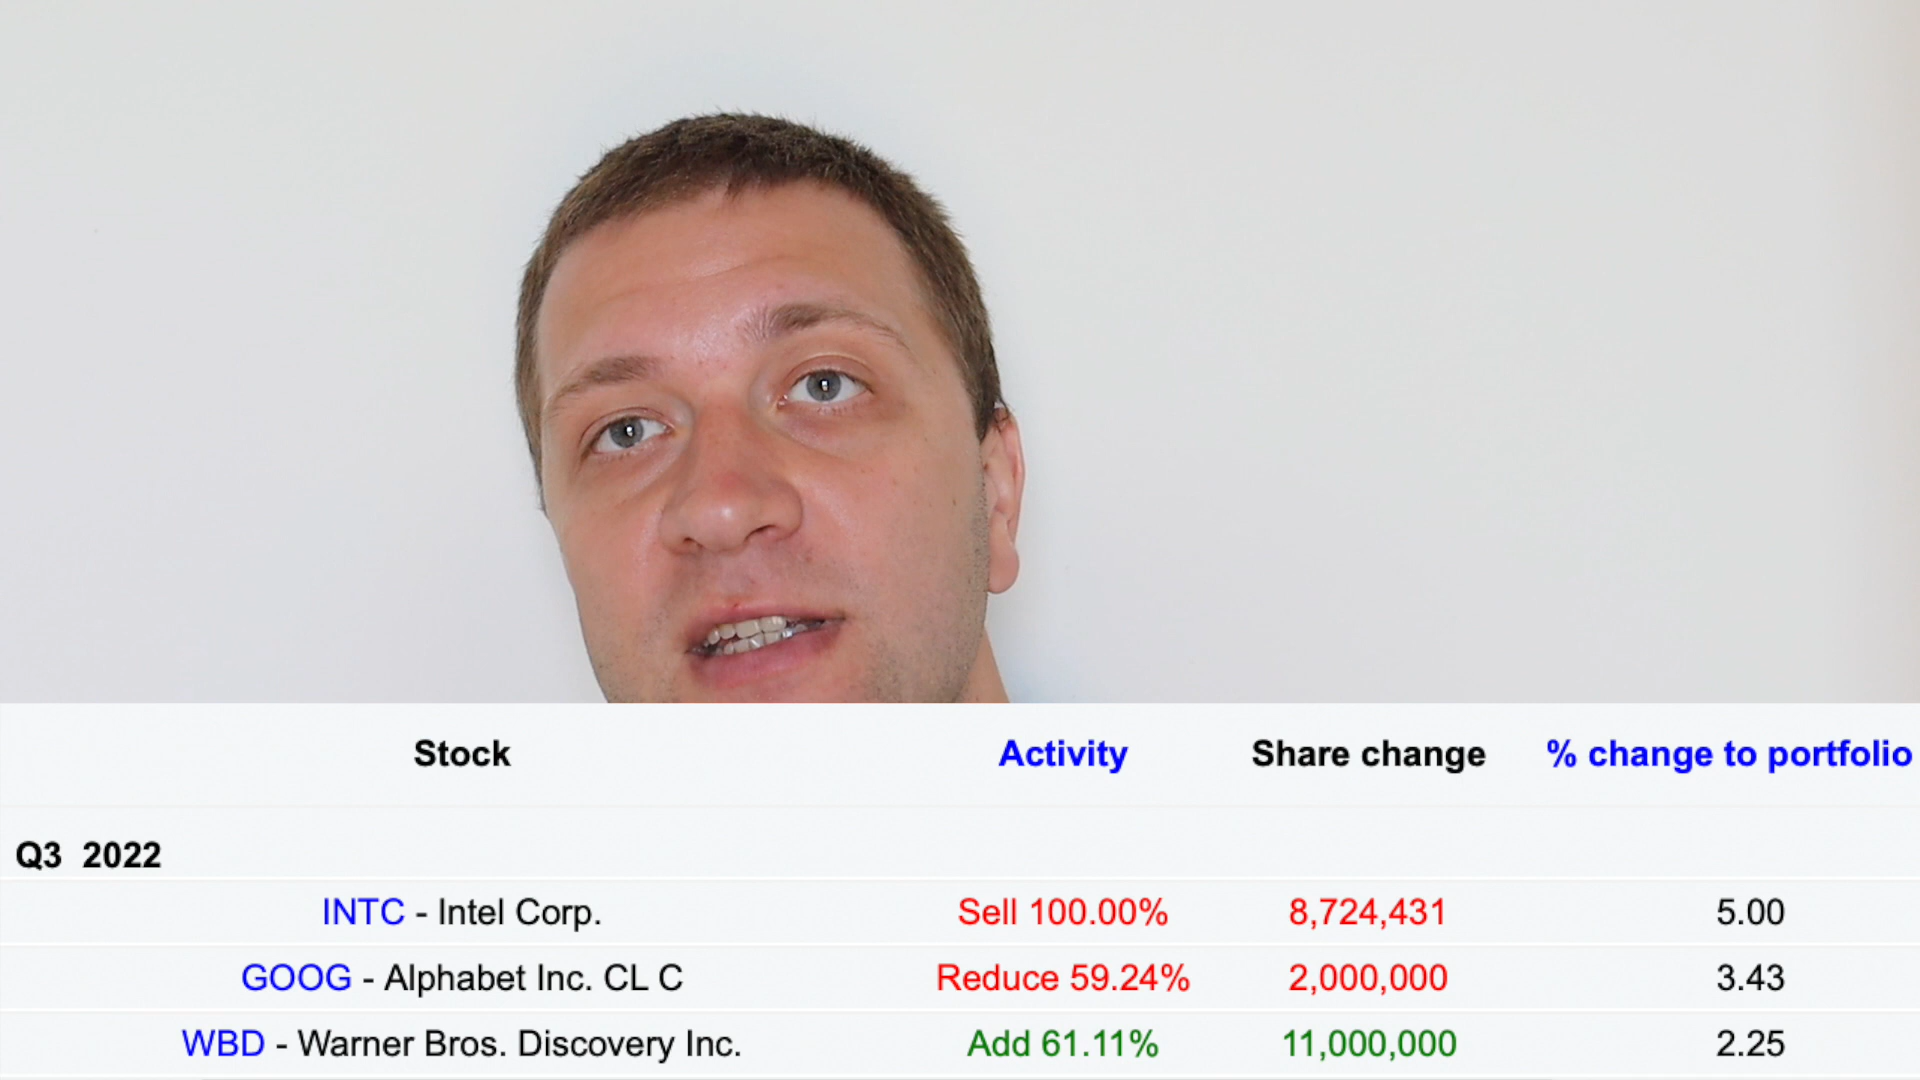 Stock Activity Share change % change to portfolio
Q3 2022
INTC - Intel Corp. Sell 100.00% 8,724,431 5.00
GOOG - Alphabet Inc. CL C Reduce 59.24% 2,000,000 3.43
WBD - Warner Bros. Discovery Inc. Add 61.11% 11,000,000 2.25